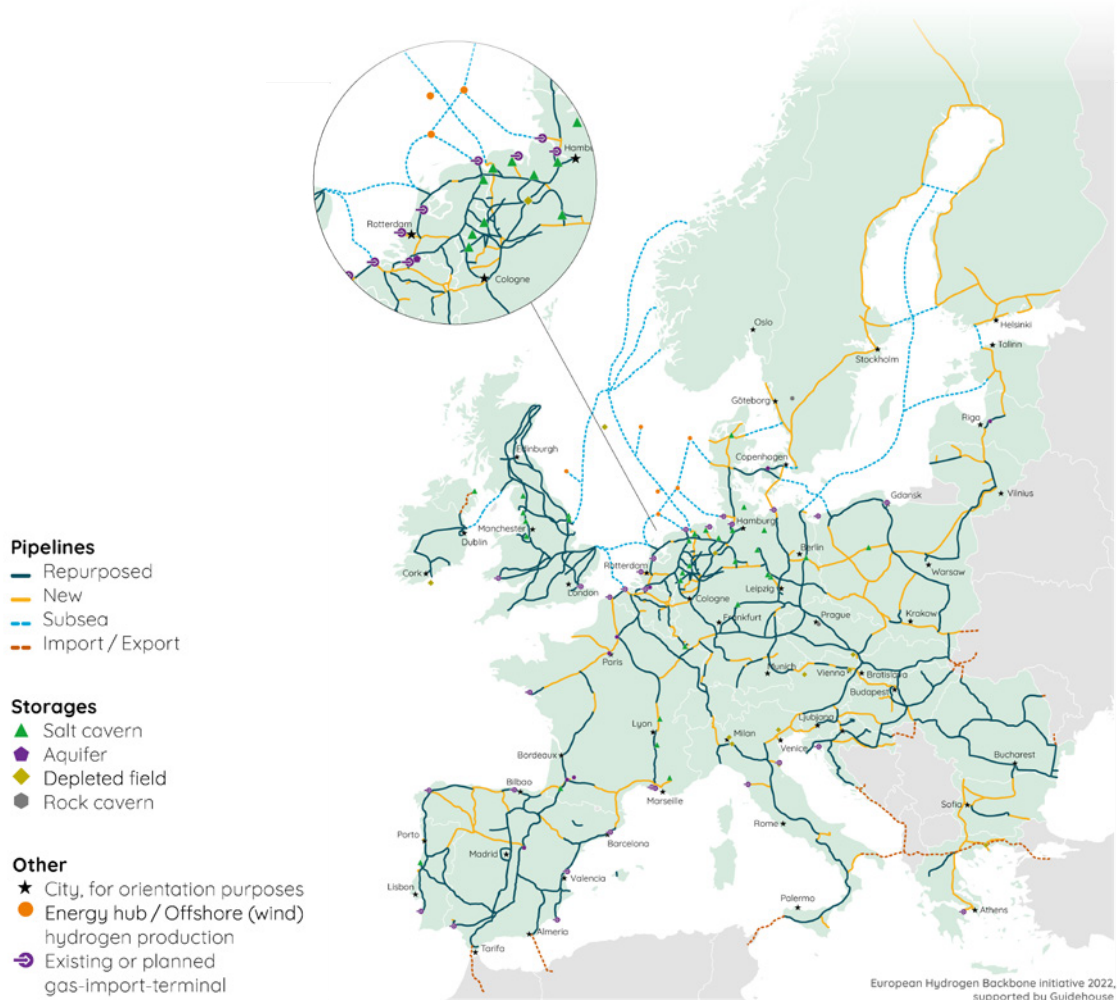 Hambu
Rotterdam
Cologne
Oslo
Helsinki
Tallinn
Stockholm
Göteborg
Riga
Copenhagen
Edinburgh
Vilnius
Gdansk
Manchester
Dublin
Hamburg
Berlin
Cork
Rotterdam
Warsaw
London
Leipzig
Cologne
Frankfurt
Prague
Krakow
Paris
Munich
Vienna
Bratislava
Budapest
Lyon
Ljubljana
Milan
Venice
Bordeaux
Bucharest
Bilbao
Marseille
Sofia
Porto
Rome
Barcelona
Madrid
Valencia
Lisbon
Palermo
Athens
Almeria
Tarifa
Pipelines
Repurposed
New
Subsea
Import / Export
Storages
Salt cavern
Aquifer
Depleted field
Rock cavern
Other
City, for orientation purposes
Energy hub / Offshore (wind)
hydrogen production
Existing or planned
gas-import-terminal
European Hydrogen Backbone initiative 2022,
supported by Guidehouse